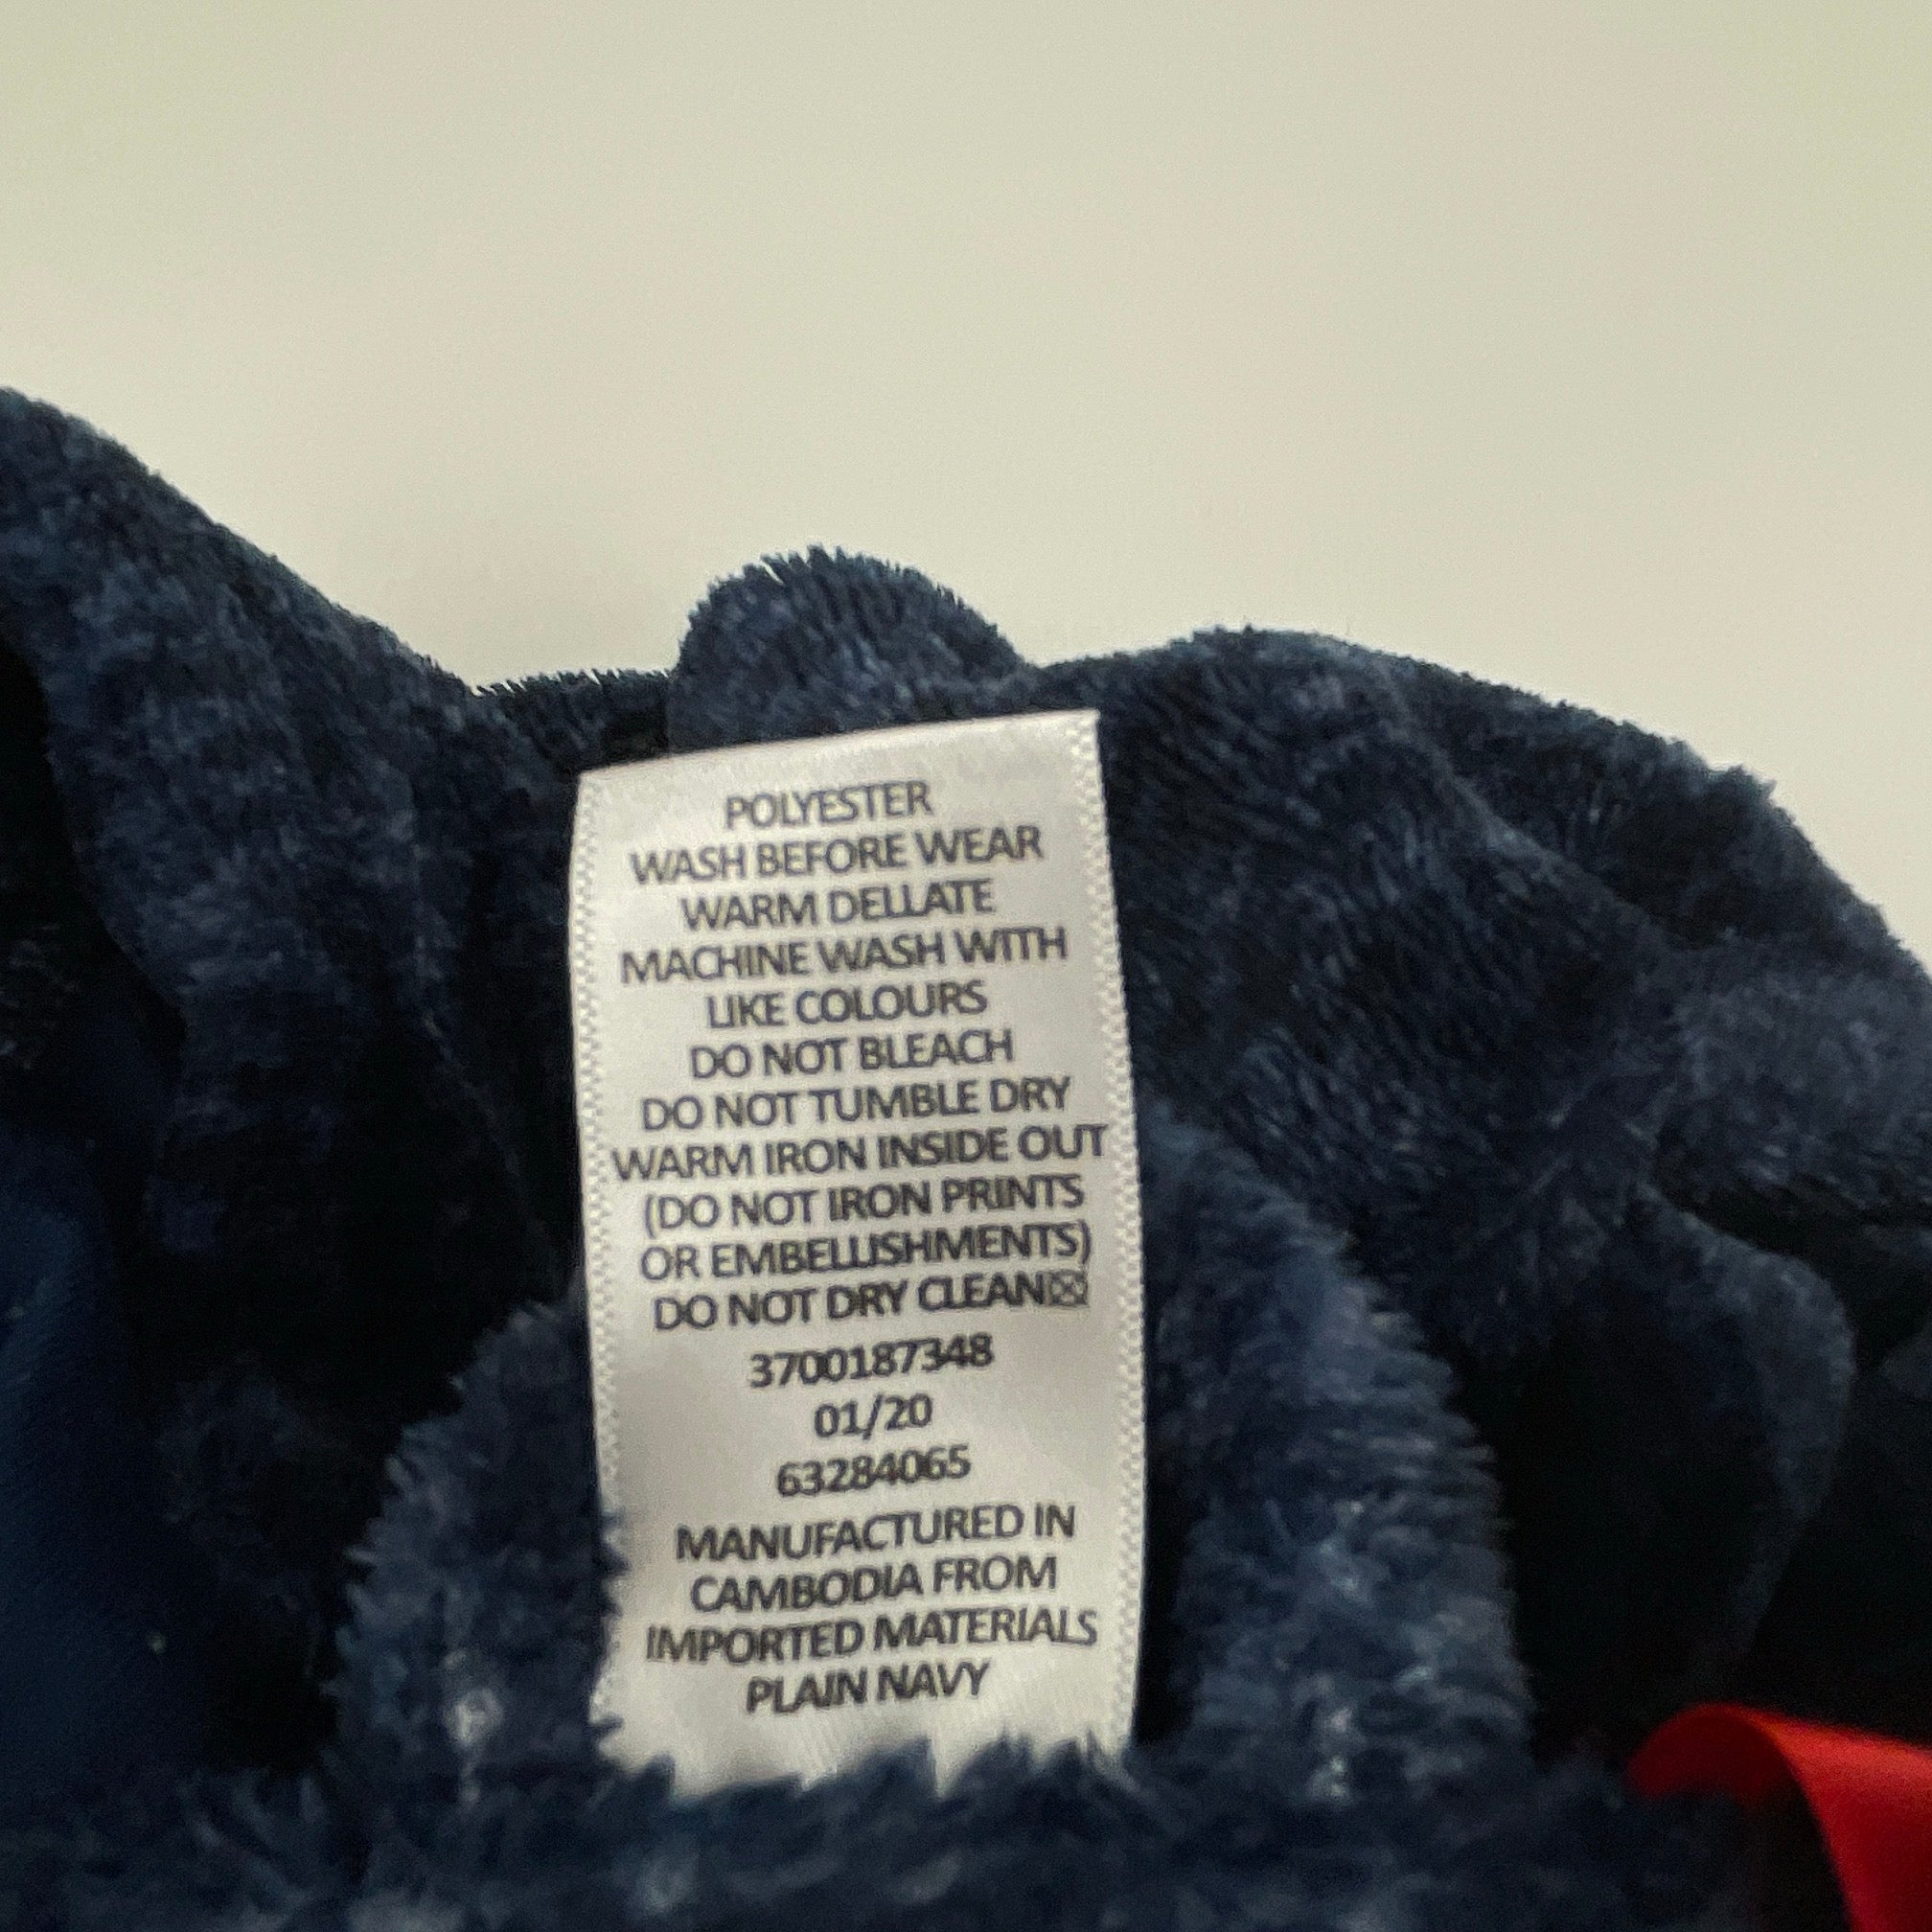 POLYESTER
WASH BEFORE WEAR
WARM DELLATE
MACHINE WASH WITH
LIKE COLOURS
DO NOT BLEACH
DO NOT TUMBLE DRY
WARM IRON INSIDE OUT
(DO NOT IRON PRINTS
OR EMBELLISHMENTS)
DO NOT DRY CLEAN
3700187348
01/20
63284065
MANUFACTURED IN
CAMBODIA FROM
IMPORTED MATERIALS
PLAIN NAVY